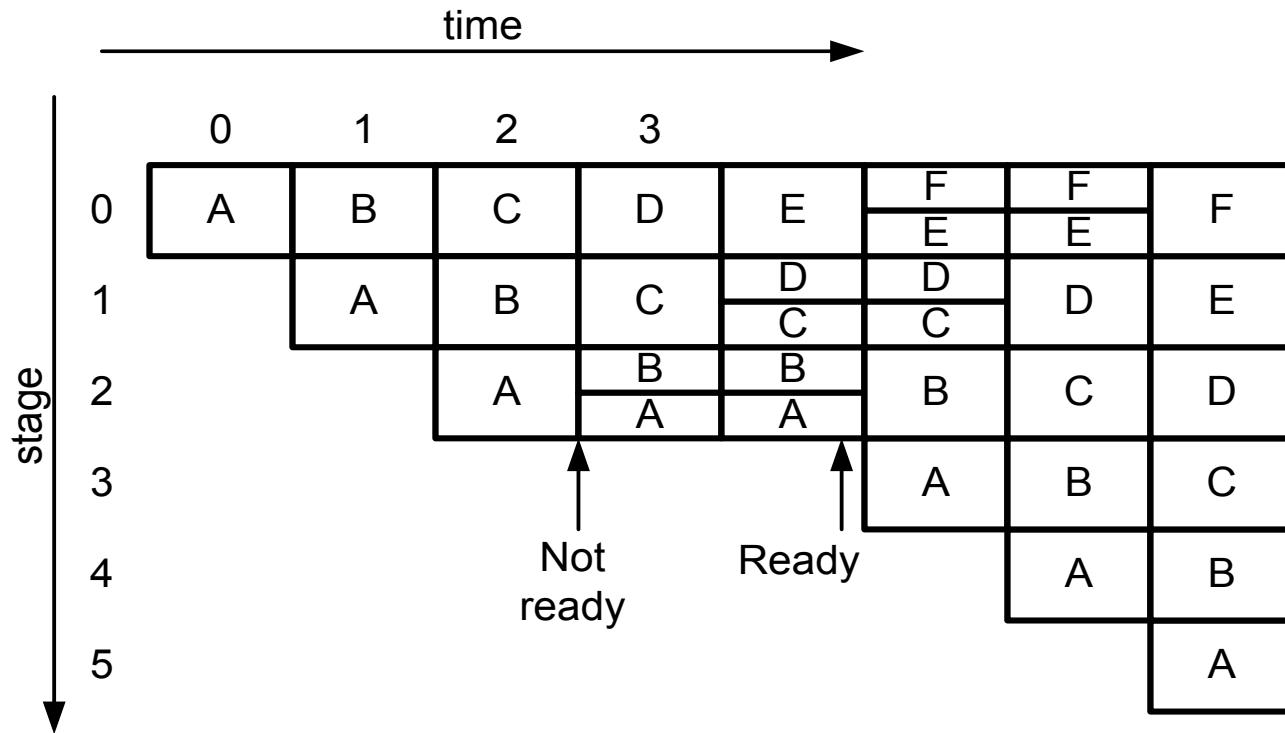 time
0 1 2 3
F F
0 A B C D E F
E E
D D
1 A B C D E
C C
B B
2 A B C D
A A
stage
3 A B C
Not Ready
ready
4 A B
5 A